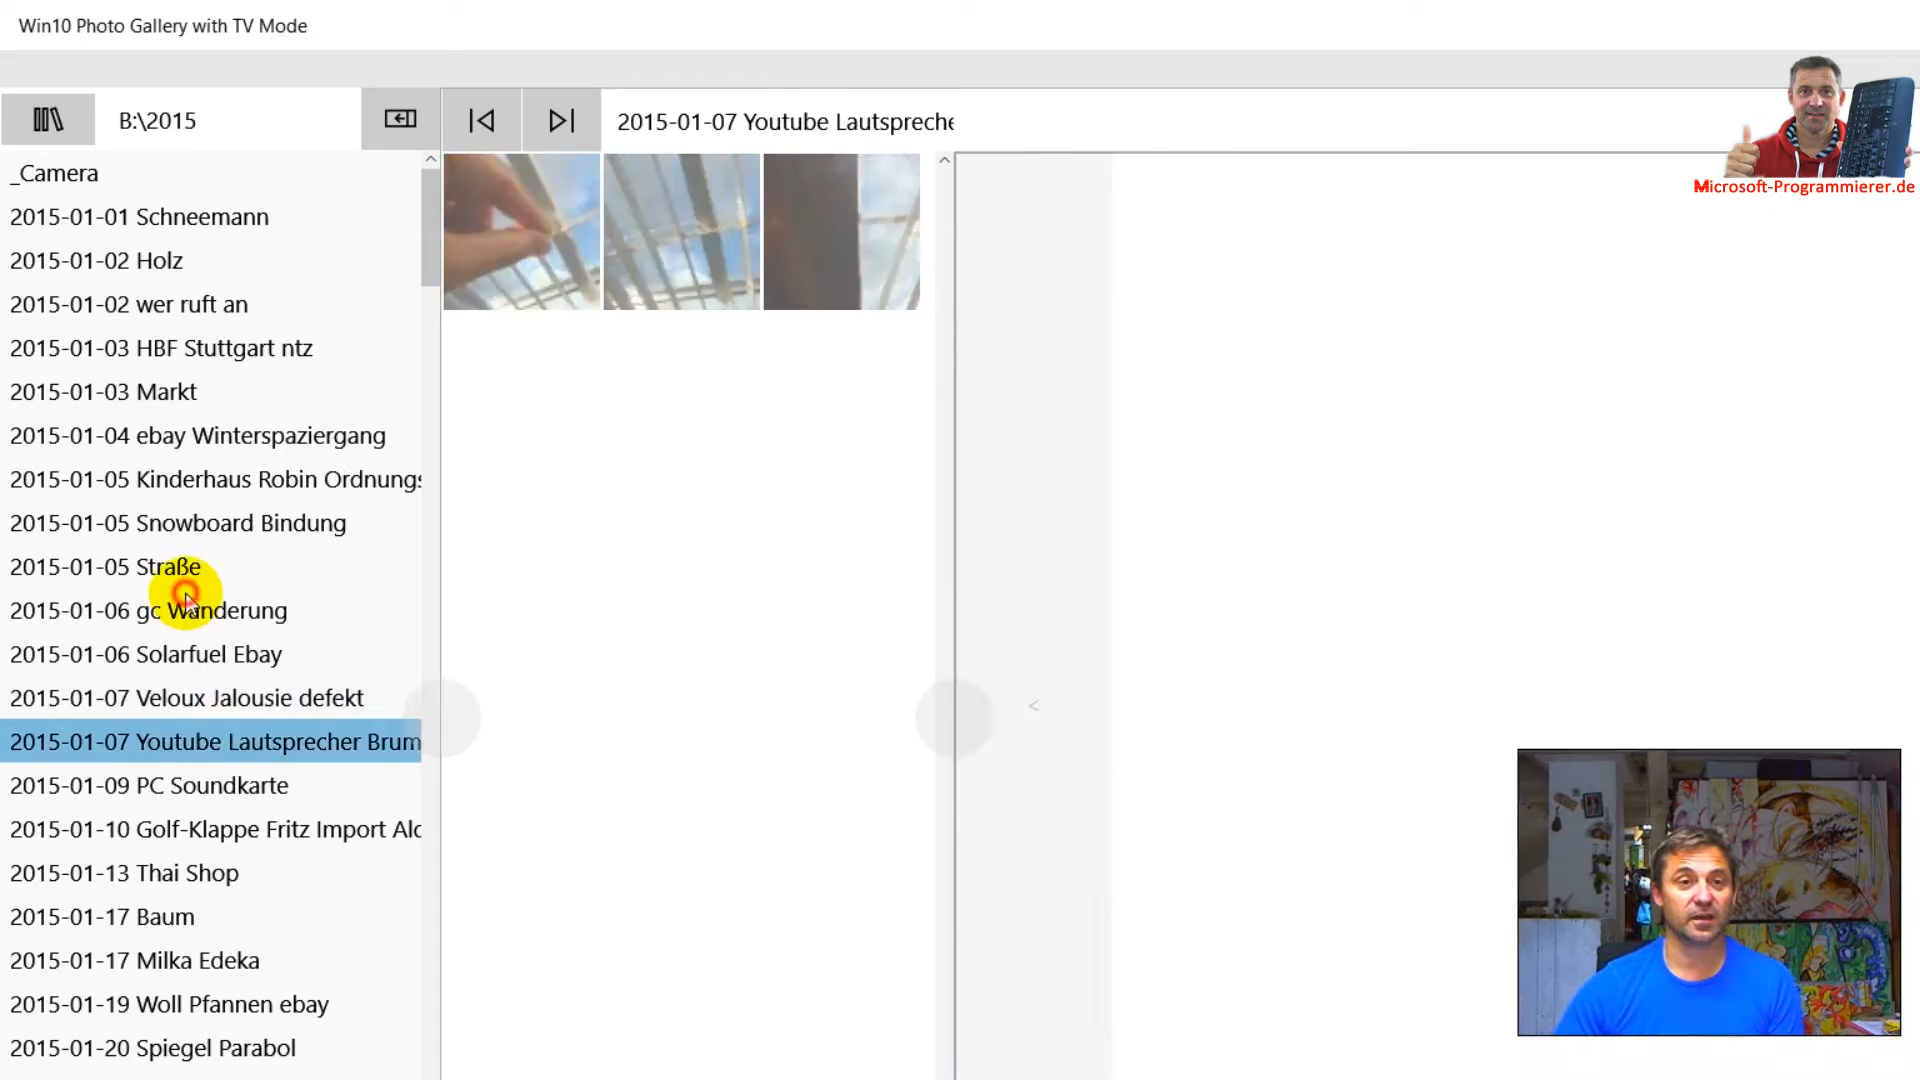 Win10 Photo Gallery with TV Mode
B:\2015
2015-01-07 Youtube Lautspreche
Microsoft-Programmierer.de
_Camera
2015-01-01 Schneemann
2015-01-02 Holz
2015-01-02 wer ruft an
2015-01-03 HBF Stuttgart ntz
2015-01-03 Markt
2015-01-04 ebay Winterspaziergang
2015-01-05 Kinderhaus Robin Ordnungs
2015-01-05 Snowboard Bindung
2015-01-05 Straße
2015-01-06 gc Wanderung
2015-01-06 Solarfuel Ebay
2015-01-07 Veloux Jalousie defekt
<
2015-01-07 Youtube Lautsprecher Brum
2015-01-09 PC Soundkarte
2015-01-10 Golf-Klappe Fritz Import Alc
2015-01-13 Thai Shop
2015-01-17 Baum
2015-01-17 Milka Edeka
2015-01-19 Woll Pfannen ebay
2015-01-20 Spiegel Parabol